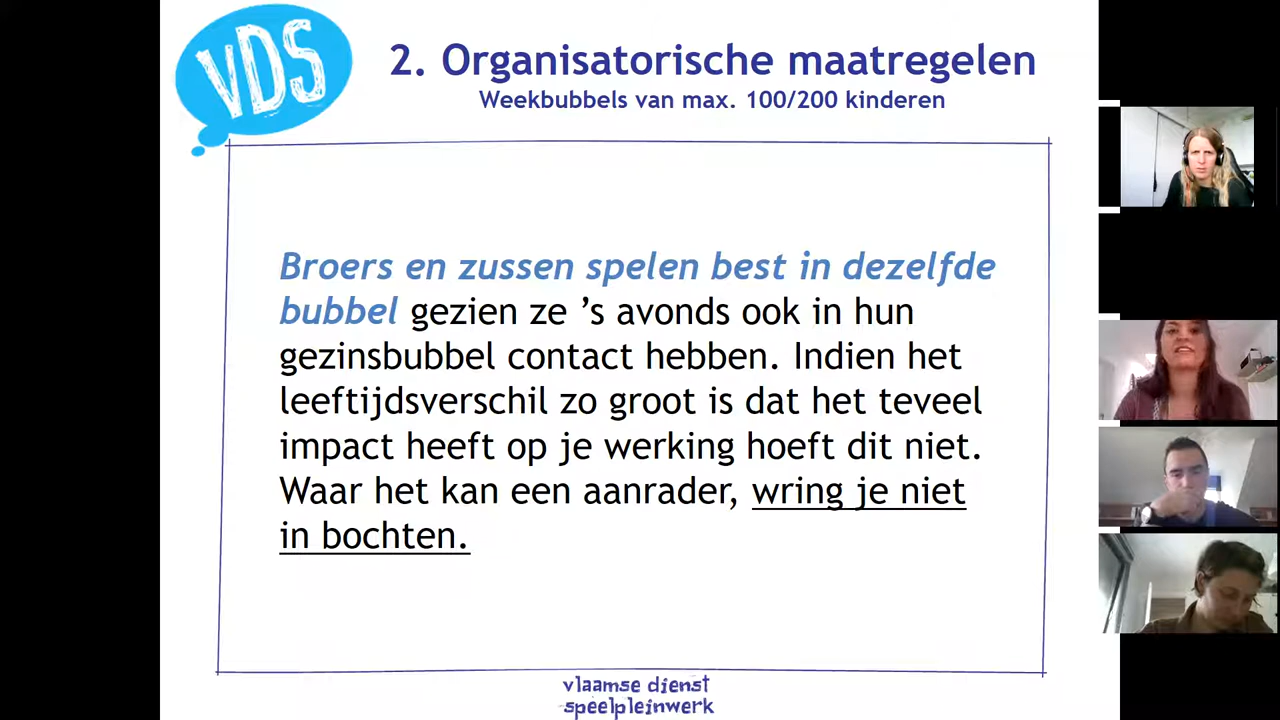 VDS
2. Organisatorische maatregelen
Weekbubbels van max. 100/200 kinderen
Broers en zussen spelen best in dezelfde
bubbel gezien ze ’s avonds ook in hun
gezinsbubbel contact hebben. Indien het
leeftijdsverschil zo groot is dat het teveel
impact heeft op je werking hoeft dit niet.
Waar het kan een aanrader, wring je niet
in bochten.
vlaamse dienst
speelpleinwerk